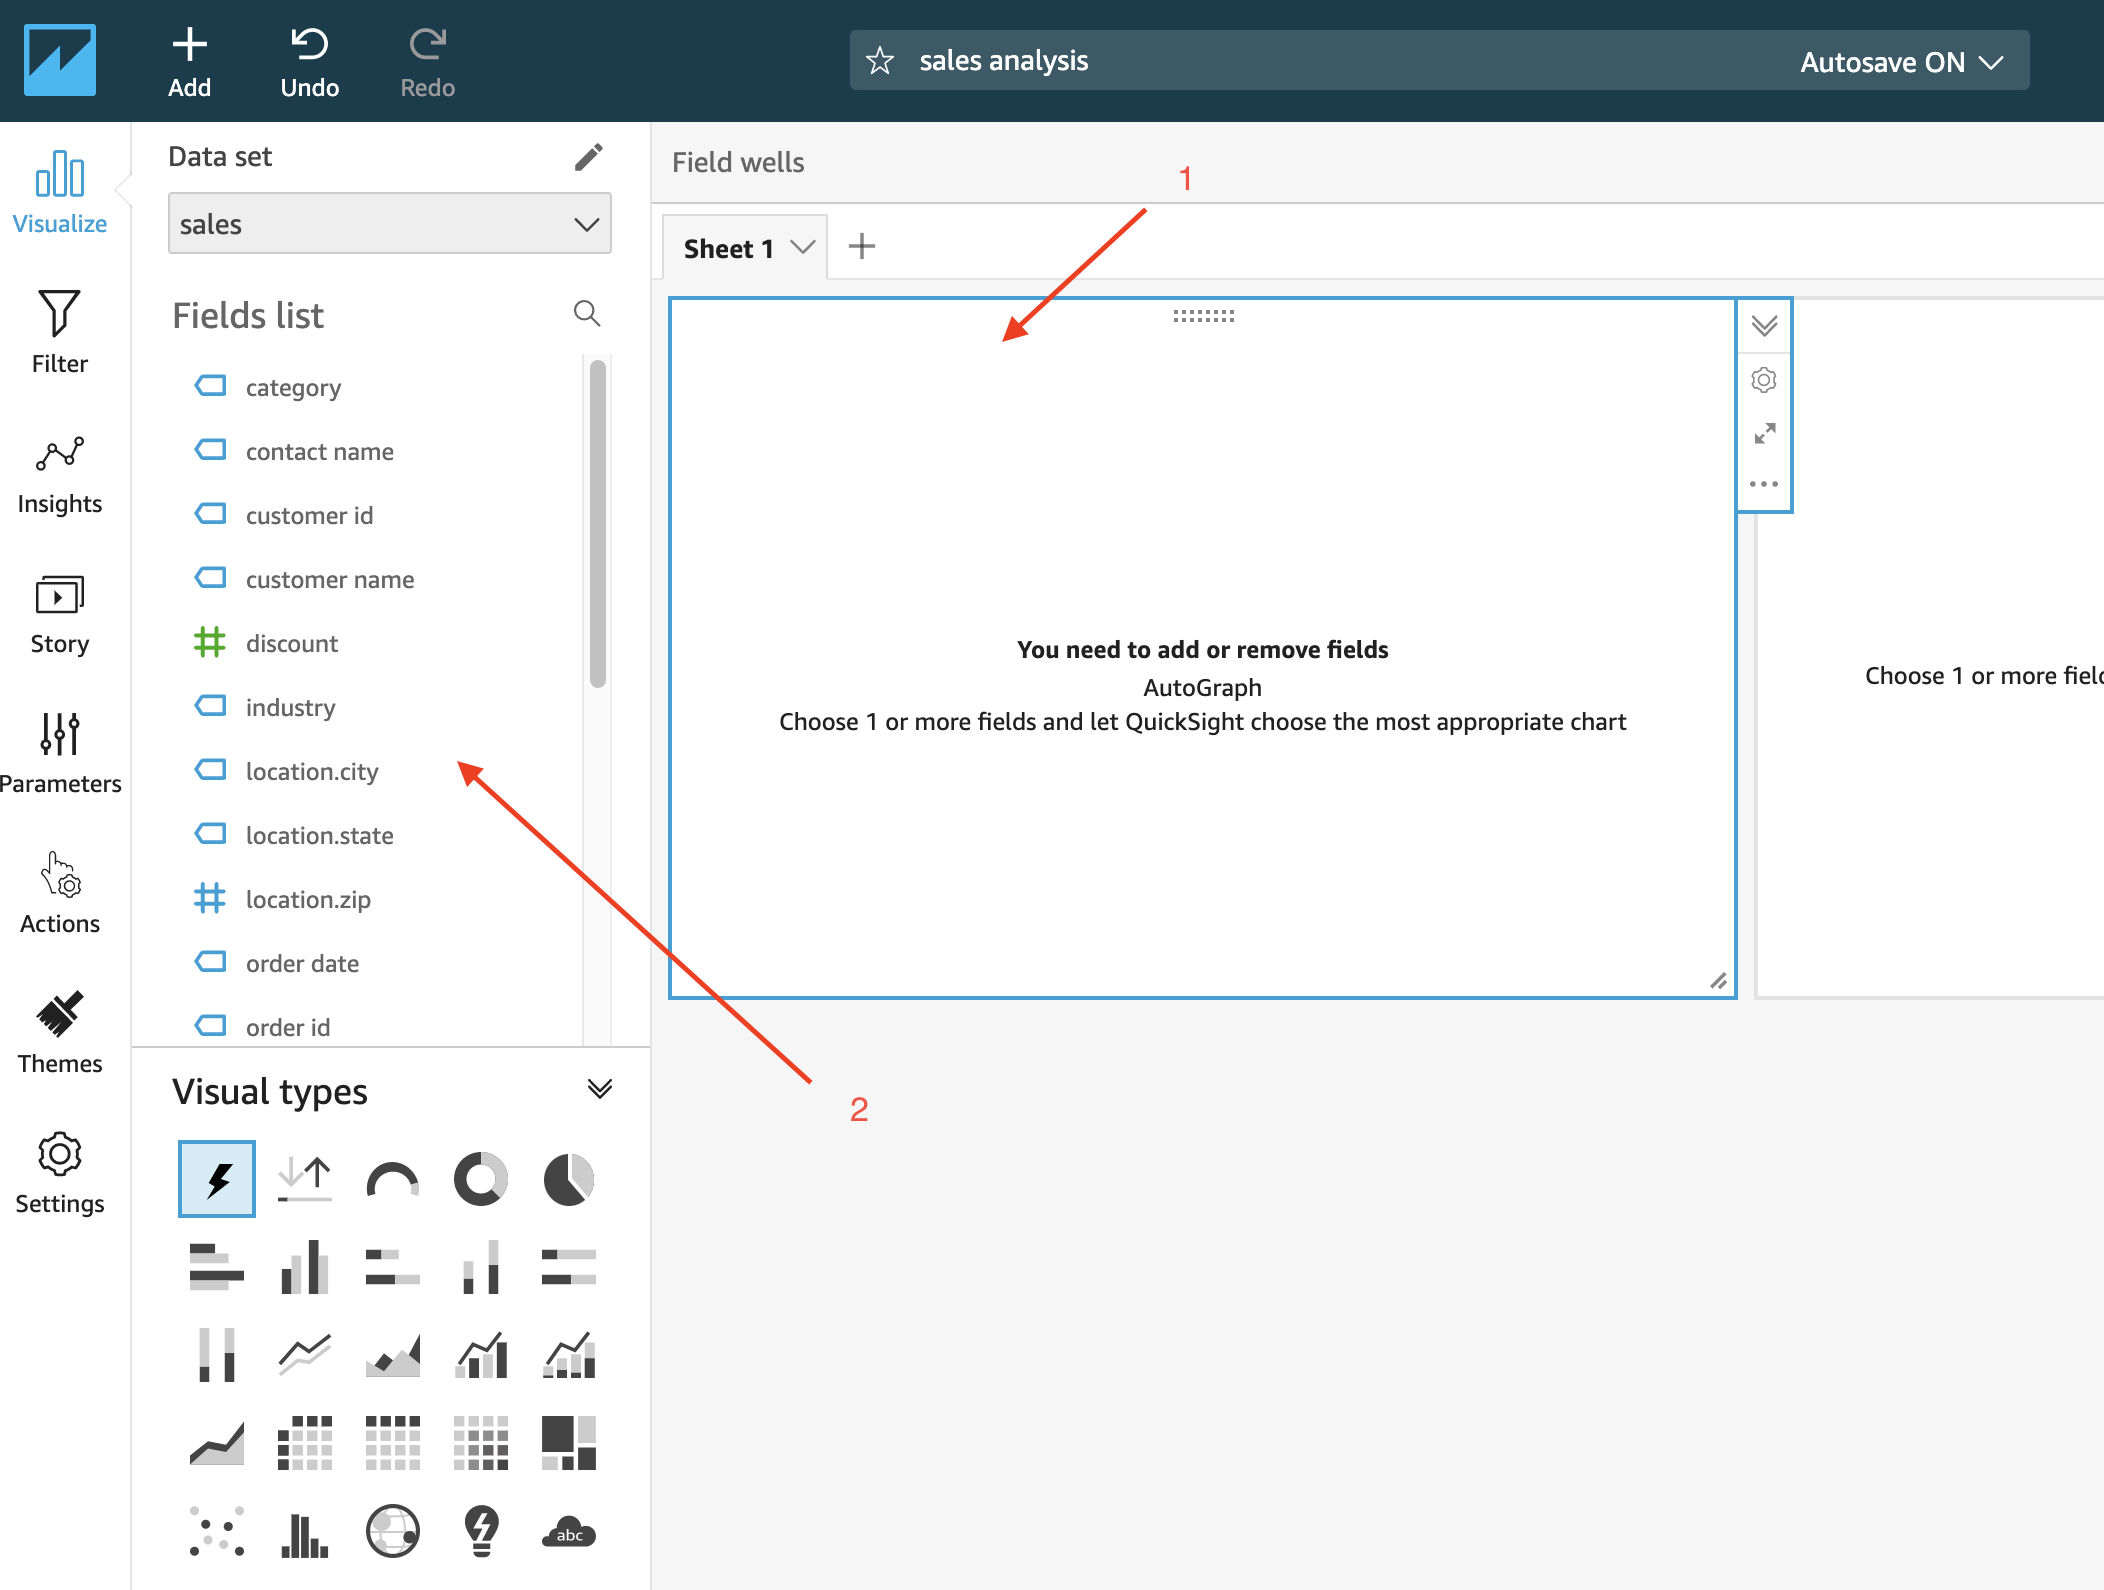 Add
Undo
Redo
sales analysis
Autosave ON
Visualize
Filter
Insights
Story
Parameters
Actions
Themes
Settings
Data set
sales
Fields list
category
contact name
customer id
customer name
discount
industry
location.city
location.state
location.zip
order date
order id
Visual types
abc
Field wells
1
Sheet 1
You need to add or remove fields
AutoGraph
Choose 1 or more fields and let QuickSight choose the most appropriate chart
Choose 1 or more
2